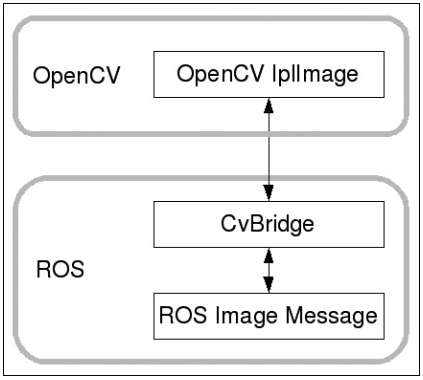 OpenCV
OpenCV IplImage
CvBridge
ROS
ROS Image Message